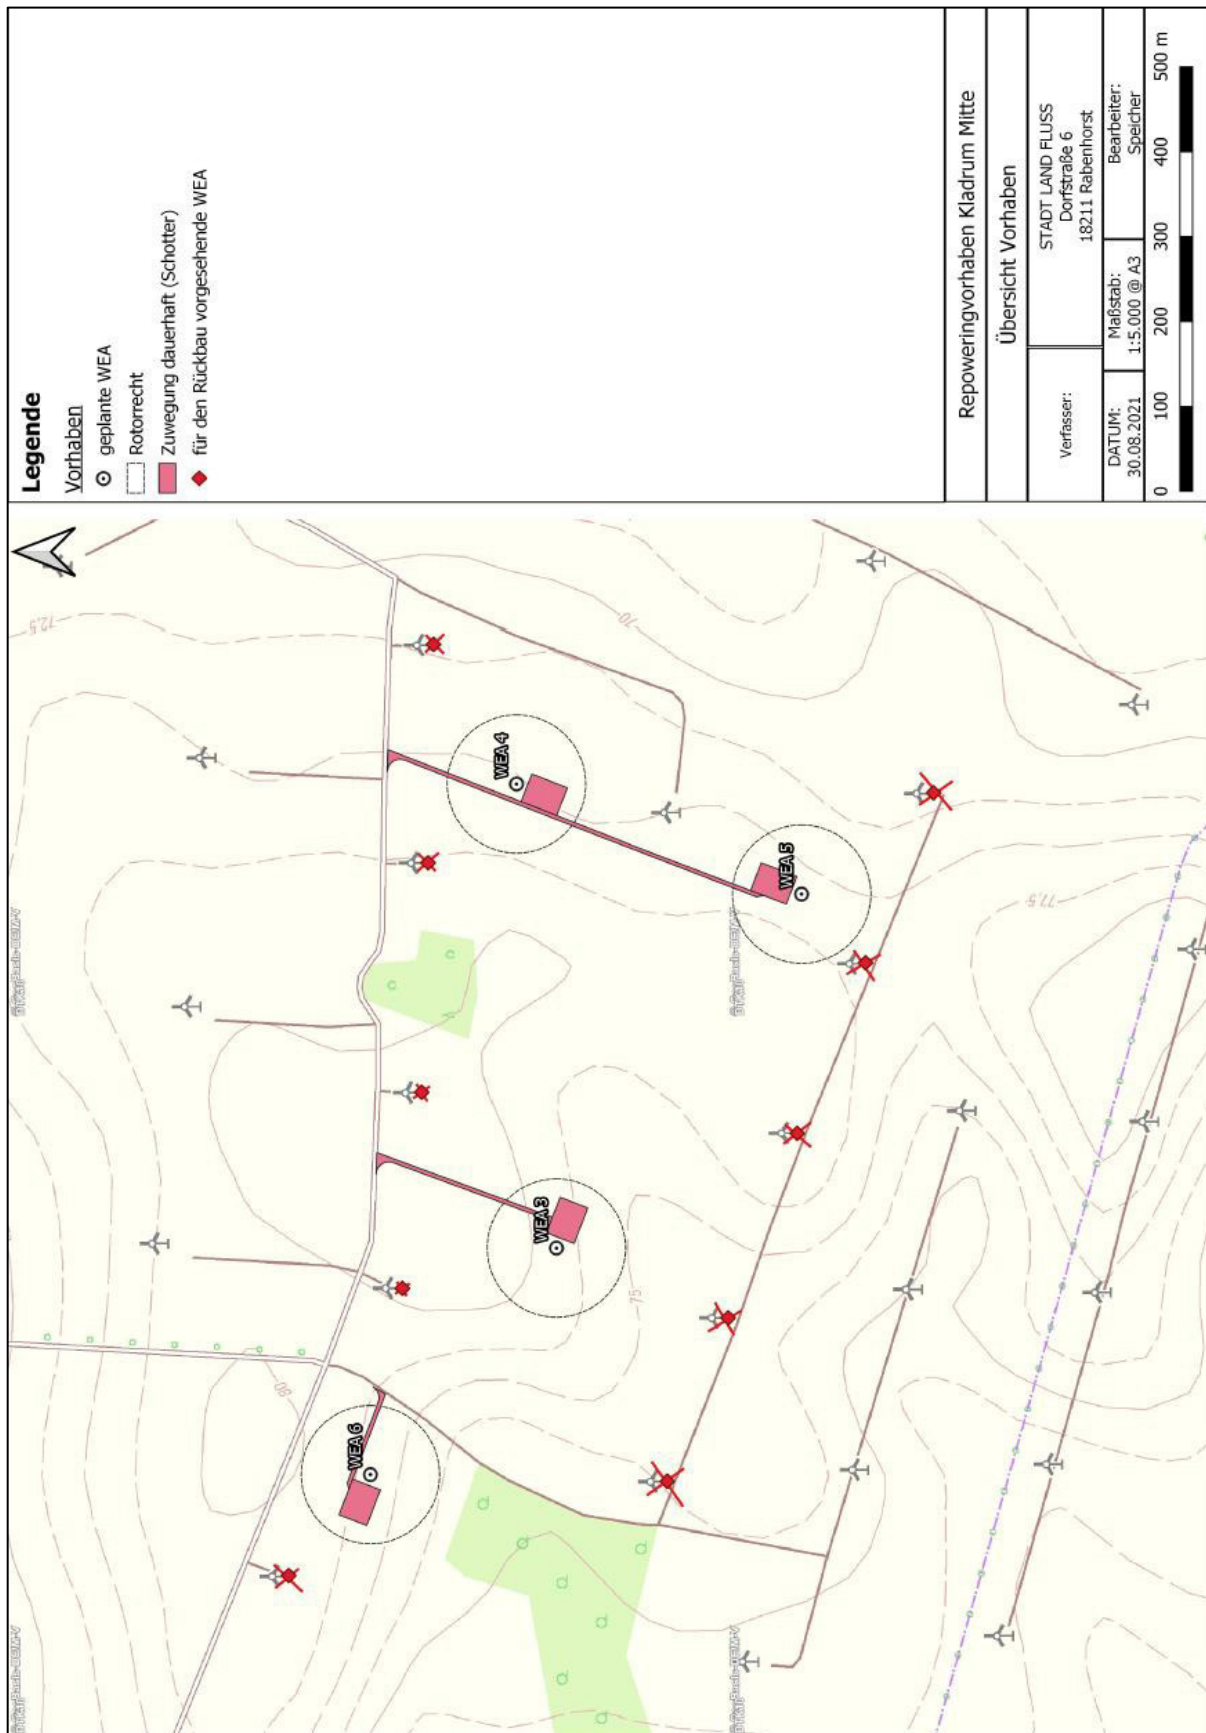 Legende
Vorhaben
geplante WEA
Rotorrecht
Zuwegung dauerhaft (Schotter)
für den Rückbau vorgesehende WEA
Repoweringvorhaben Kladrum Mitte
Übersicht Vorhaben
Verfasser:
STADT LAND FLUSS
Dorfstraße 6
18211 Rabenhorst
DATUM:
30.08.2021
Maßstab:
1:5.000 @ A3
Bearbeiter:
Speicher
0 100 200 300 400 500 m
72,5
70
WEA 4
WEA 5
77,5
WEA 3
75
80
WEA 6